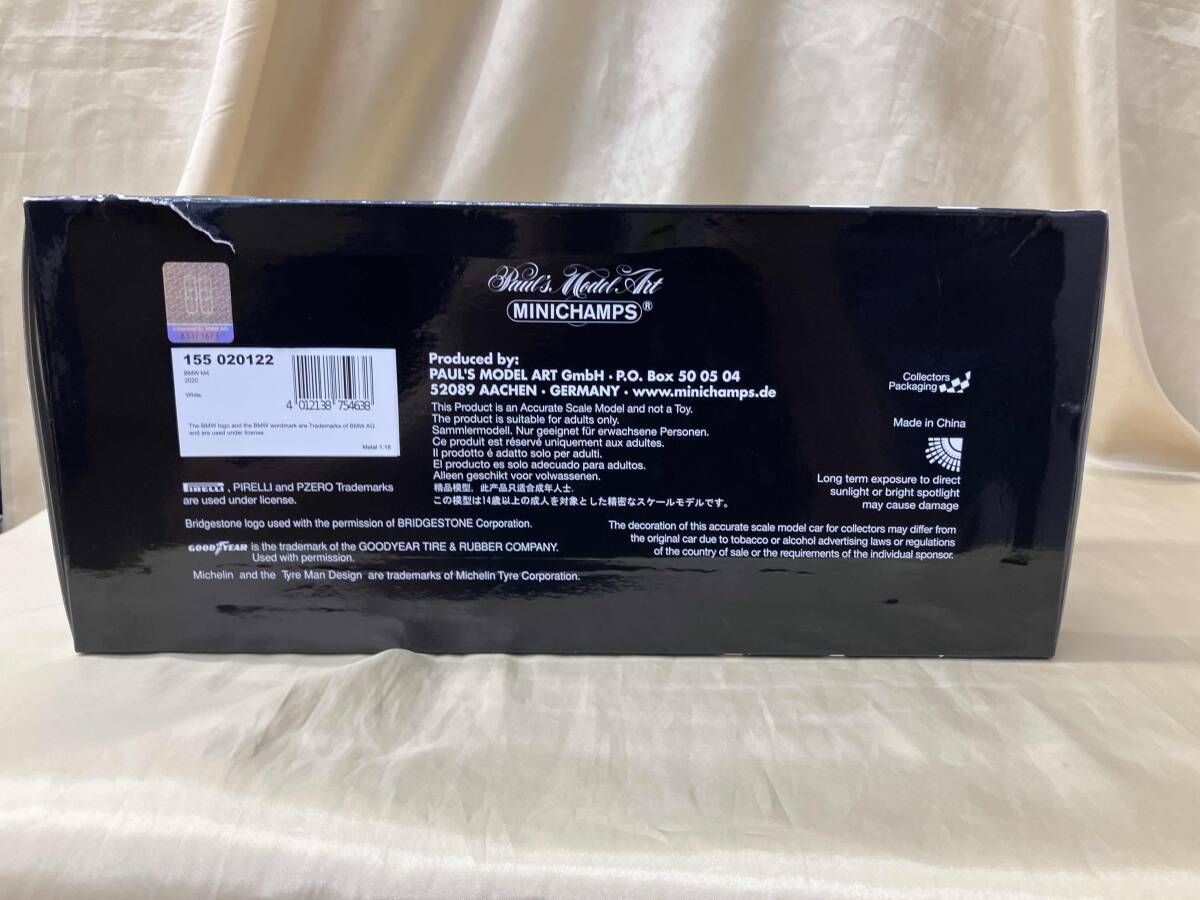 Paul's Model Art
MINICHAMPS®
Licensed by BMW AG
155 020122
BMW M4
2020
White
4 012138 754638
The BMW logo and the BMW wordmark are Trademarks of BMW AG
and are used under license.
Metal 1:18
Produced by:
PAUL'S MODEL ART GmbH · P.O. Box 50 05 04
52089 AACHEN · GERMANY · www.minichamps.de
This Product is an Accurate Scale Model and not a Toy.
The product is suitable for adults only.
Sammlermodell. Nur geeignet für erwachsene Personen.
Ce produit est réservé uniquement aux adultes.
Il prodotto é adatto solo per adulti.
El producto es solo adecuado para adultos.
Alleen geschikt voor volwassenen.
精品模型，此产品只适合成年人士.
この模型は14歳以上の成人を対象とした精密なスケールモデルです。
Collectors
Packaging
Made in China
Long term exposure to direct
sunlight or bright spotlight
may cause damage
PIRELLI, PIRELLI and PZERO Trademarks
are used under license.
Bridgestone logo used with the permission of BRIDGESTONE Corporation.
GOODYEAR is the trademark of the GOODYEAR TIRE & RUBBER COMPANY.
Used with permission.
Michelin and the Tyre Man Design are trademarks of Michelin Tyre Corporation.
The decoration of this accurate scale model car for collectors may differ from
the original car due to tobacco or alcohol advertising laws or regulations
of the country of sale or the requirements of the individual sponsor.